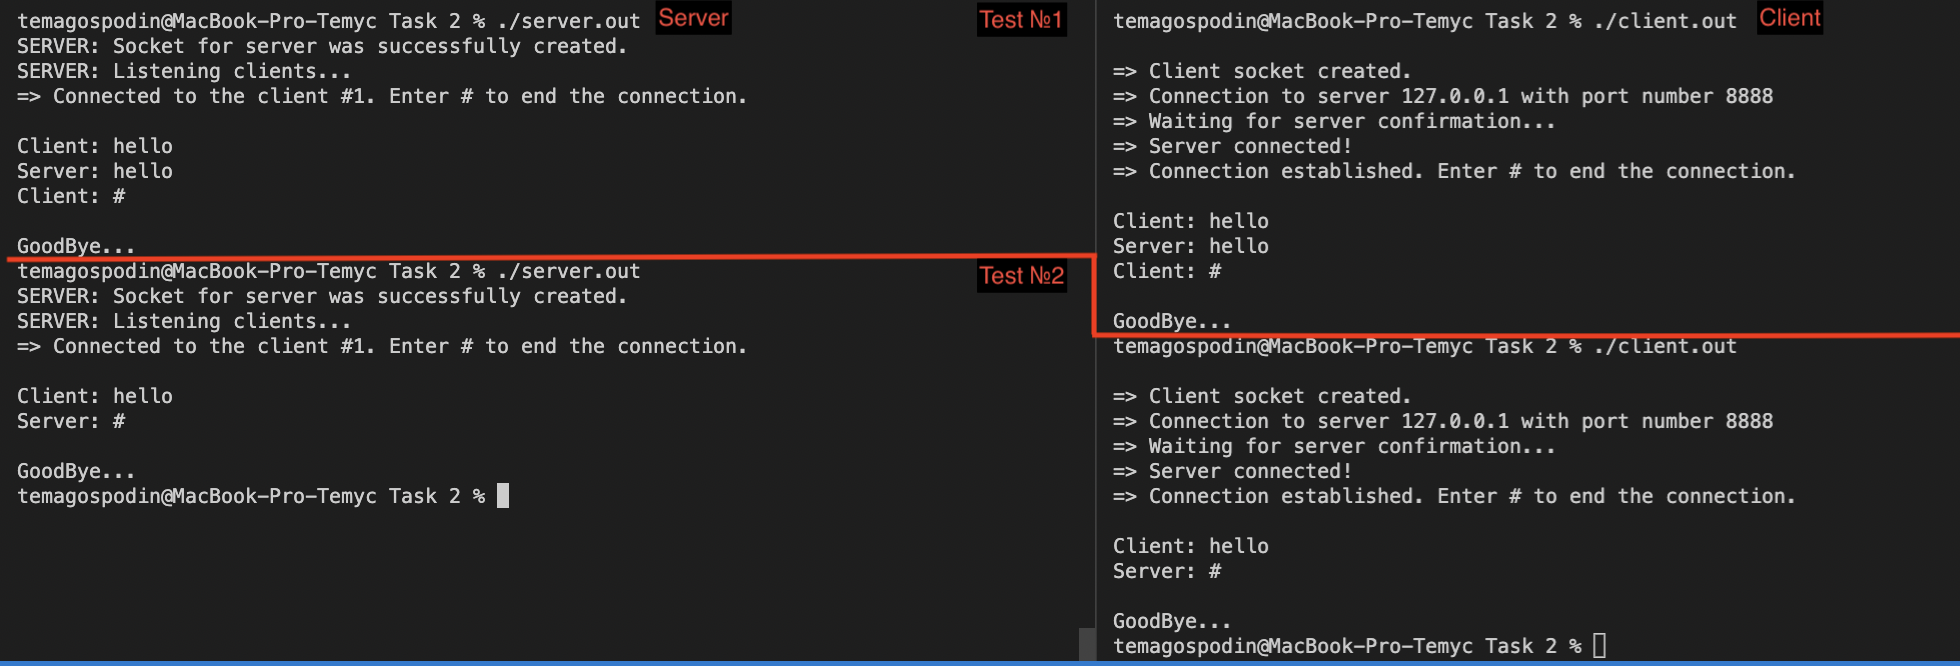 temagospodin@MacBook-Pro-Temyc Task 2 % ./server.out Server Test №1
SERVER: Socket for server was successfully created.
SERVER: Listening clients...
=> Connected to the client #1. Enter # to end the connection.
Client: hello
Server: hello
Client: #
GoodBye...
temagospodin@MacBook-Pro-Temyc Task 2 % ./server.out Test №2
SERVER: Socket for server was successfully created.
SERVER: Listening clients...
=> Connected to the client #1. Enter # to end the connection.
Client: hello
Server: #
GoodBye...
temagospodin@MacBook-Pro-Temyc Task 2 %
temagospodin@MacBook-Pro-Temyc Task 2 % ./client.out Client
=> Client socket created.
=> Connection to server 127.0.0.1 with port number 8888
=> Waiting for server confirmation...
=> Server connected!
=> Connection established. Enter # to end the connection.
Client: hello
Server: hello
Client: #
GoodBye...
temagospodin@MacBook-Pro-Temyc Task 2 % ./client.out
=> Client socket created.
=> Connection to server 127.0.0.1 with port number 8888
=> Waiting for server confirmation...
=> Server connected!
=> Connection established. Enter # to end the connection.
Client: hello
Server: #
GoodBye...
temagospodin@MacBook-Pro-Temyc Task 2 %